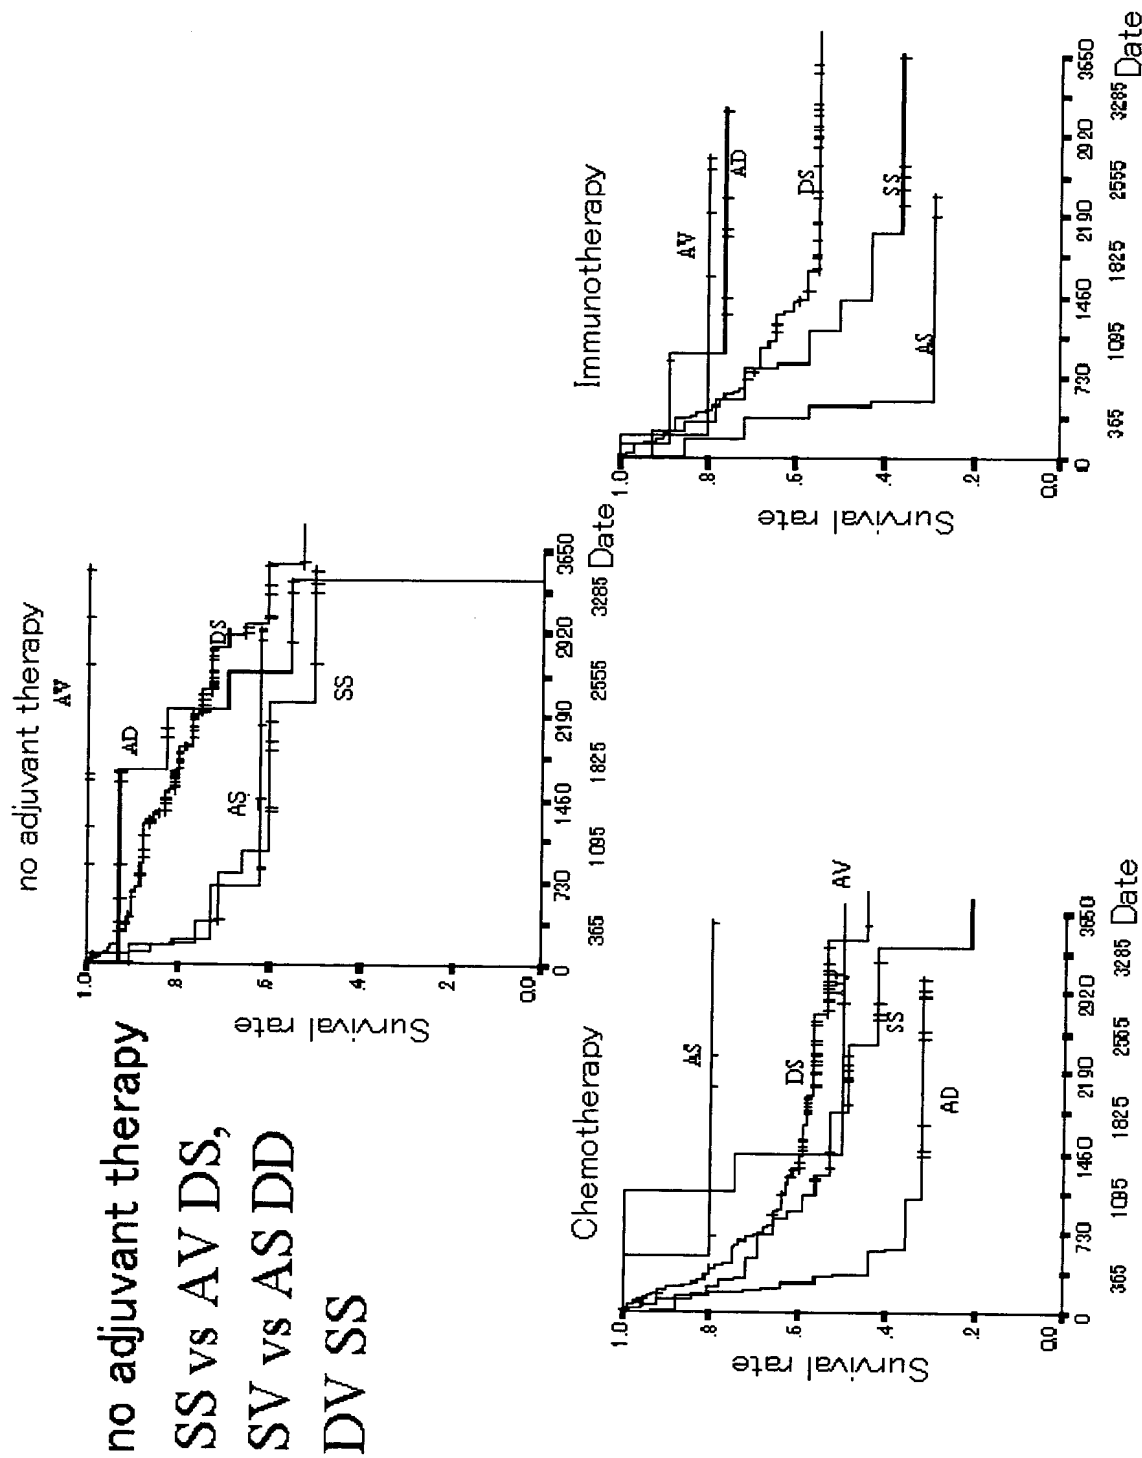 no adjuvant therapy
SS vs AV DS,
SV vs AS DD
DV SS
no adjuvant therapy
Survival rate
1.0
.8
.6
.4
.2
0.0
AV
AD
DS
AS
SS
0 365 730 1095 1460 1825 2190 2555 2920 3285 3650
Date
Chemotherapy
Survival rate
1.0
.8
.6
.4
.2
0.0
AS
DS
AV
SS
AD
0 365 730 1095 1460 1825 2190 2555 2920 3285 3650
Date
Immunotherapy
Survival rate
1.0
.8
.6
.4
.2
0.0
AV
AD
DS
SS
AS
0 365 730 1095 1460 1825 2190 2555 2920 3285 3650
Date